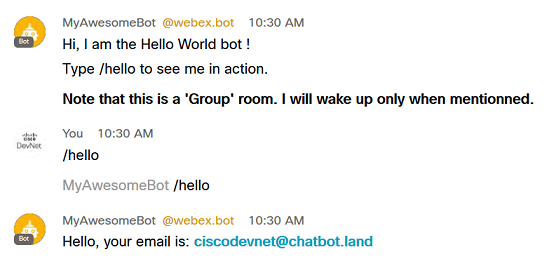 MyAwesomeBot @webex.bot 10:30 AM
Hi, I am the Hello World bot !
Type /hello to see me in action.
Note that this is a 'Group' room. I will wake up only when mentionned.
Bot
You 10:30 AM
cisco
DevNet
/hello
MyAwesomeBot /hello
MyAwesomeBot @webex.bot 10:30 AM
Hello, your email is: ciscodevnet@chatbot.land
Bot